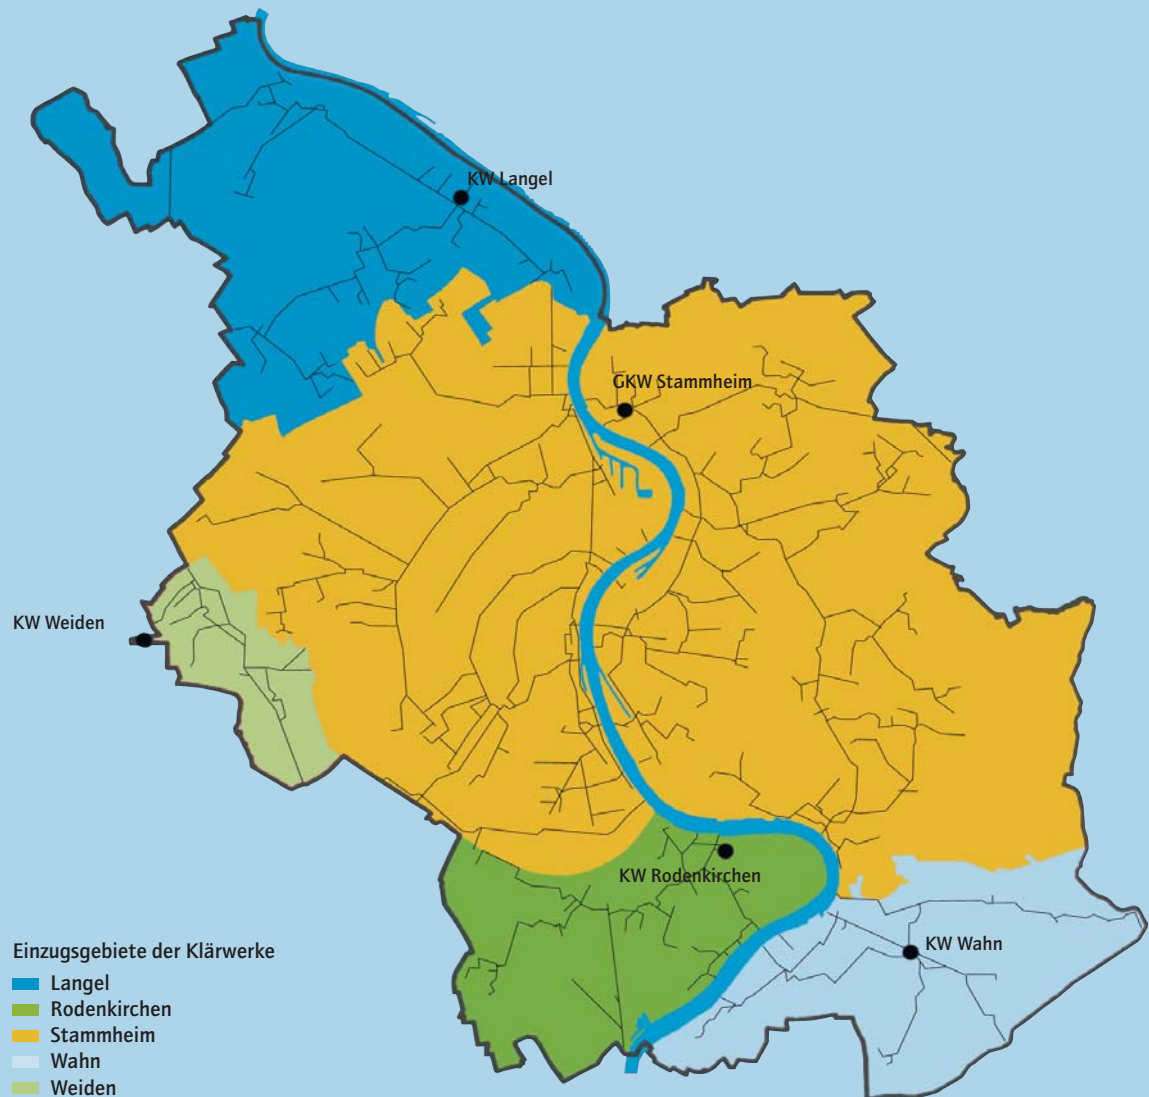 KW Langel
GKW Stammheim
KW Weiden
KW Rodenkirchen
KW Wahn
Einzugsgebiete der Klärwerke
Langel
Rodenkirchen
Stammheim
Wahn
Weiden